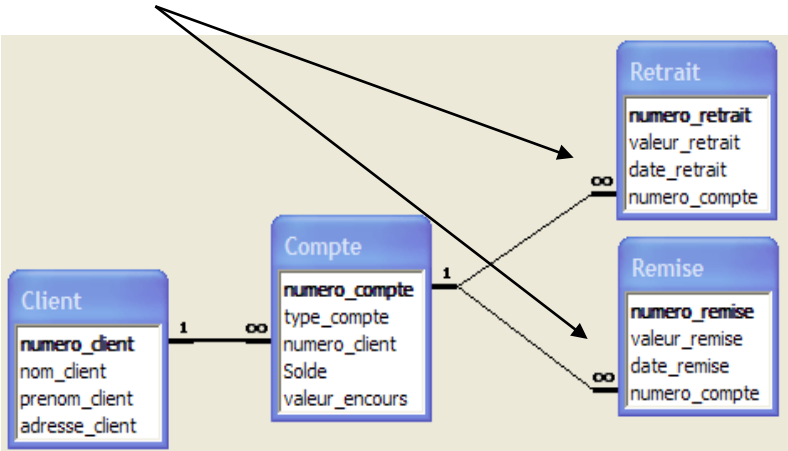 Client
numero_client
nom_client
prenom_client
adresse_client
1
∞
Compte
numero_compte
type_compte
numero_client
Solde
valeur_encours
1
∞
Retrait
numero_retrait
valeur_retrait
date_retrait
numero_compte
∞
Remise
numero_remise
valeur_remise
date_remise
numero_compte